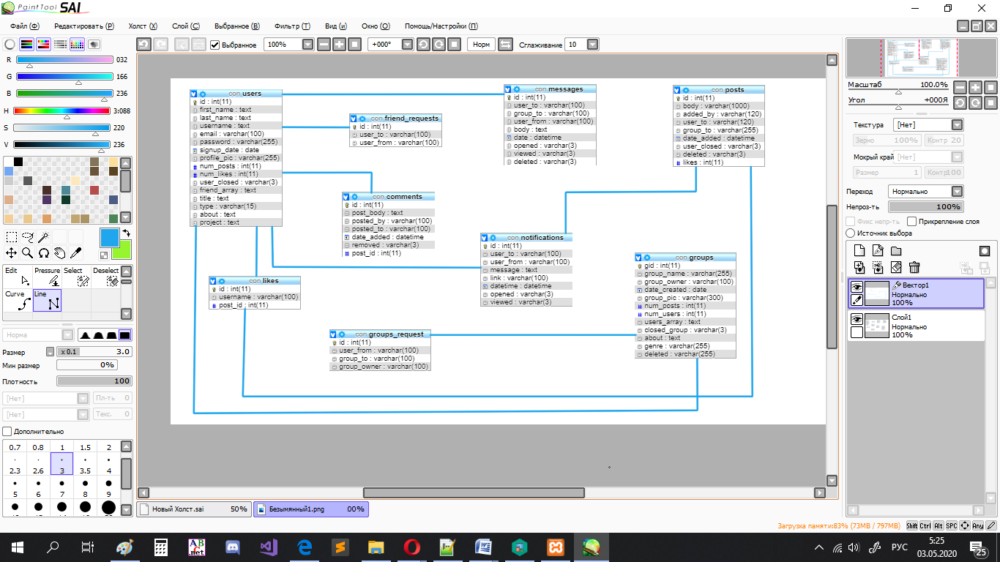 PaintTool SAI
Файл (Ф) Редактировать (Р) Холст (Х) Слой (С) Выбранное (В) Фильтр (Т) Вид (и) Окно (О) Помощь/Настройки (П)
Выбранное 100% +000° Норм Сглаживание 10
R 032
G 166
B 236
H 3:088
S 220
V 236
Edit Pressure Select Deselect
Curve Line
Норма
Размер x 0.1 3.0
Мин размер 0%
Плотность 100
[Нет] Пл-ть 0
[Нет] Текс. 0
Дополнительно
0.7 0.8 1 1.5 2
2.3 2.6 3 3.5 4
5 6 7 8 9
con users
id : int(11)
first_name : text
last_name : text
username : text
email : varchar(100)
password : varchar(255)
signup_date : date
profile_pic : varchar(255)
num_posts : int(11)
num_likes : int(11)
user_closed : varchar(3)
friend_array : text
title : text
type : varchar(15)
about : text
project : text
con friend_requests
id : int(11)
user_to : varchar(100)
user_from : varchar(100)
con messages
id : int(11)
user_to : varchar(100)
group_to : varchar(100)
user_from : varchar(100)
body : text
date : datetime
opened : varchar(3)
viewed : varchar(3)
deleted : varchar(3)
con posts
id : int(11)
body : varchar(1000)
added_by : varchar(120)
user_to : varchar(120)
group_to : varchar(255)
date_added : datetime
user_closed : varchar(3)
deleted : varchar(3)
likes : int(11)
con comments
id : int(11)
post_body : text
posted_by : varchar(100)
posted_to : varchar(100)
date_added : datetime
removed : varchar(3)
post_id : int(11)
con notifications
id : int(11)
user_to : varchar(100)
user_from : varchar(100)
message : text
link : varchar(100)
datetime : datetime
opened : varchar(3)
viewed : varchar(3)
con groups
gid : int(11)
group_name : varchar(255)
group_owner : varchar(100)
date_created : date
group_pic : varchar(300)
num_posts : int(11)
num_users : int(11)
users_array : text
closed_group : varchar(3)
about : text
genre : varchar(255)
deleted : varchar(255)
con likes
id : int(11)
username : varchar(100)
post_id : int(11)
con groups_request
id : int(11)
user_from : varchar(100)
group_to : varchar(100)
group_owner : varchar(100)
Масштаб 100.0%
Угол +000Я
Текстура [Нет]
Зерно 100% Контр 20
Мокрый край [Нет]
Размер 1 Контр100
Переход Нормально
Непроз-ть 100%
Фикс непр-ть Прикрепление слоя
Источник выбора
Вектор1
Нормально
100%
Слой1
Нормально
100%
Новый Холст.sai 50% Безымянный1.png 00%
Загрузка памяти:83% (73MB / 797MB) Shift Ctrl Alt SPC Any
РУС 5:25
03.05.2020 25